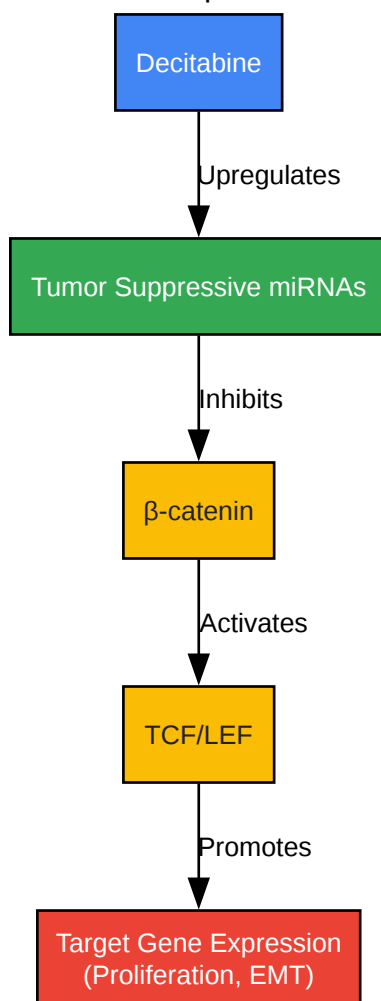 Decitabine
Upregulates
Tumor Suppressive miRNAs
Inhibits
β-catenin
Activates
TCF/LEF
Promotes
Target Gene Expression
(Proliferation, EMT)